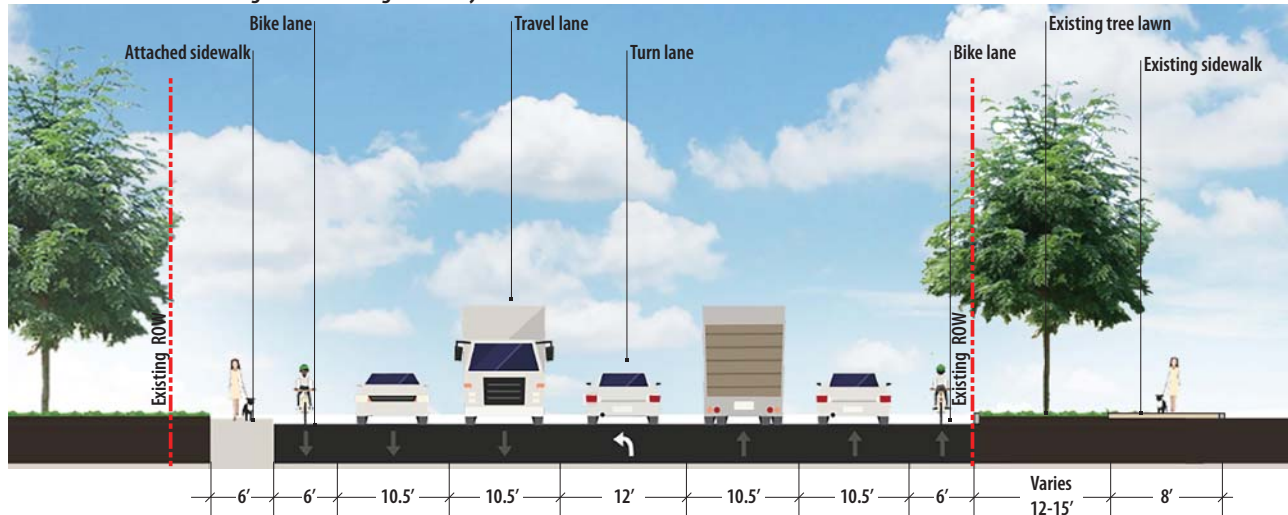 Bike lane
Travel lane
Existing tree lawn
Attached sidewalk
Turn lane
Bike lane
Existing sidewalk
Existing ROW
Existing ROW
6’
6’
10.5’
10.5’
12’
10.5’
10.5’
6’
Varies
12-15’
8’